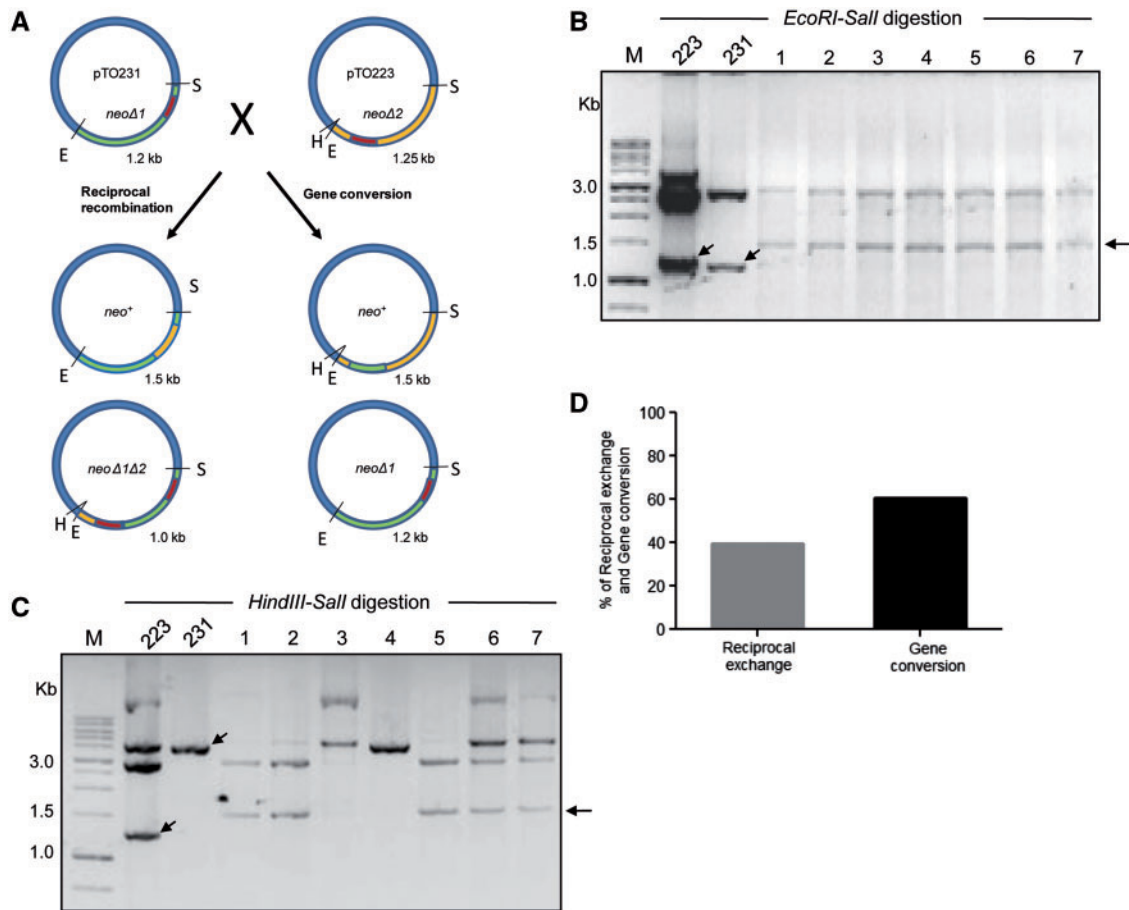 A
pTO231
neoΔ1
S
E
1.2 kb
X
pTO223
neoΔ2
S
H
E
1.25 kb
Reciprocal
recombination
Gene conversion
neo+
S
E
1.5 kb
neo+
S
H
E
1.5 kb
neoΔ1Δ2
S
H
E
1.0 kb
neoΔ1
S
E
1.2 kb
B
EcoRI-SalI digestion
M 223 231 1 2 3 4 5 6 7
Kb
3.0
1.5
1.0
C
HindIII-SalI digestion
M 223 231 1 2 3 4 5 6 7
Kb
3.0
1.5
1.0
D
% of Reciprocal exchange
and Gene conversion
100
80
60
40
20
0
Reciprocal
exchange
Gene
conversion